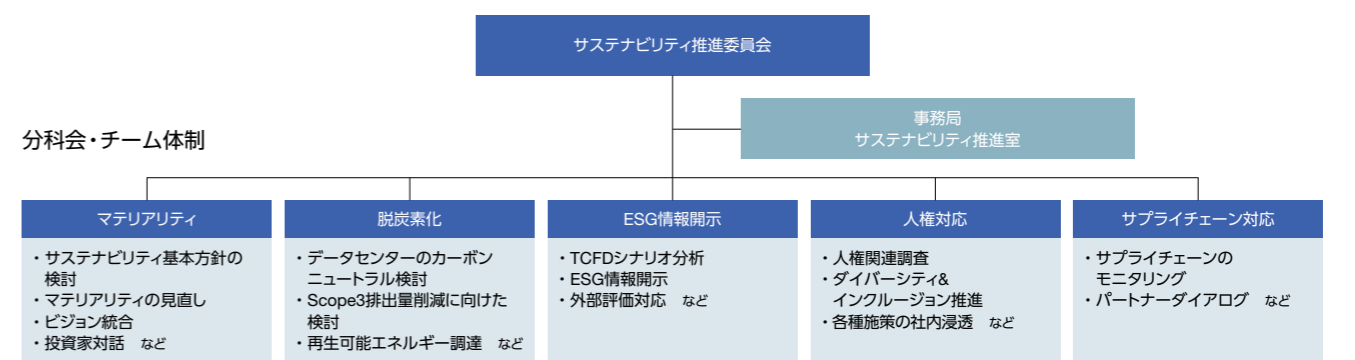 サステナビリティ推進委員会
事務局
サステナビリティ推進室
分科会・チーム体制
マテリアリティ
・サステナビリティ基本方針の
検討
・マテリアリティの見直し
・ビジョン統合
・投資家対話 など
脱炭素化
・データセンターのカーボン
ニュートラル検討
・Scope3排出量削減に向けた
検討
・再生可能エネルギー調達 など
ESG情報開示
・TCFDシナリオ分析
・ESG情報開示
・外部評価対応 など
人権対応
・人権関連調査
・ダイバーシティ&
インクルージョン推進
・各種施策の社内浸透 など
サプライチェーン対応
・サプライチェーンの
モニタリング
・パートナーダイアログ など